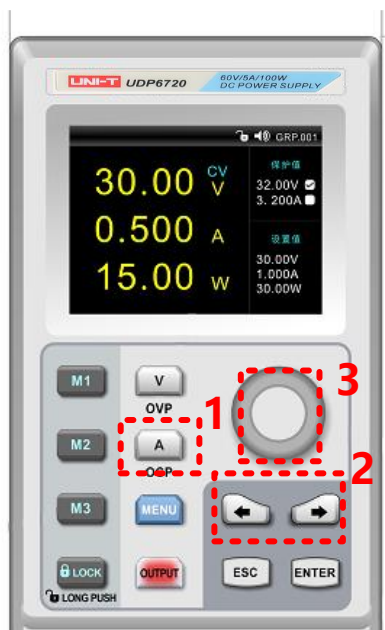 UNI-T UDP6720 60V/5A/100W
DC POWER SUPPLY
GRP.001
保护值
30.00 CV
V
32.00V
3.200A
0.500 A
设置值
30.00V
15.00 W
1.000A
30.00W
M1
V
OVP
3
1
M2
A
OCP
2
M3
MENU
LOCK
OUTPUT
ESC
ENTER
LONG PUSH